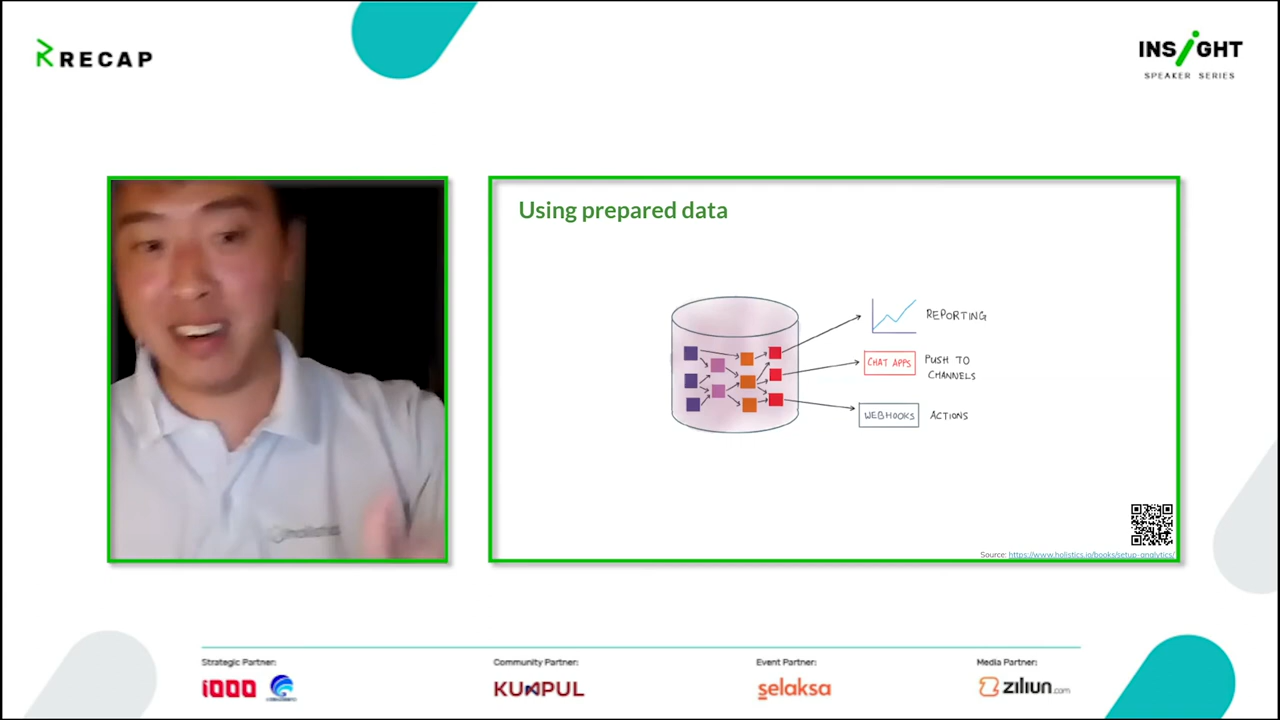 RECAP
INSiGHT
SPEAKER SERIES
Using prepared data
REPORTING
CHAT APPS
PUSH TO
CHANNELS
WEBHOOKS
ACTIONS
Source: https://www.holistics.io/books/setup-analytics/
Strategic Partner:
Community Partner:
Event Partner:
Media Partner:
1000
KUMPUL
selaksa
ziliun.com